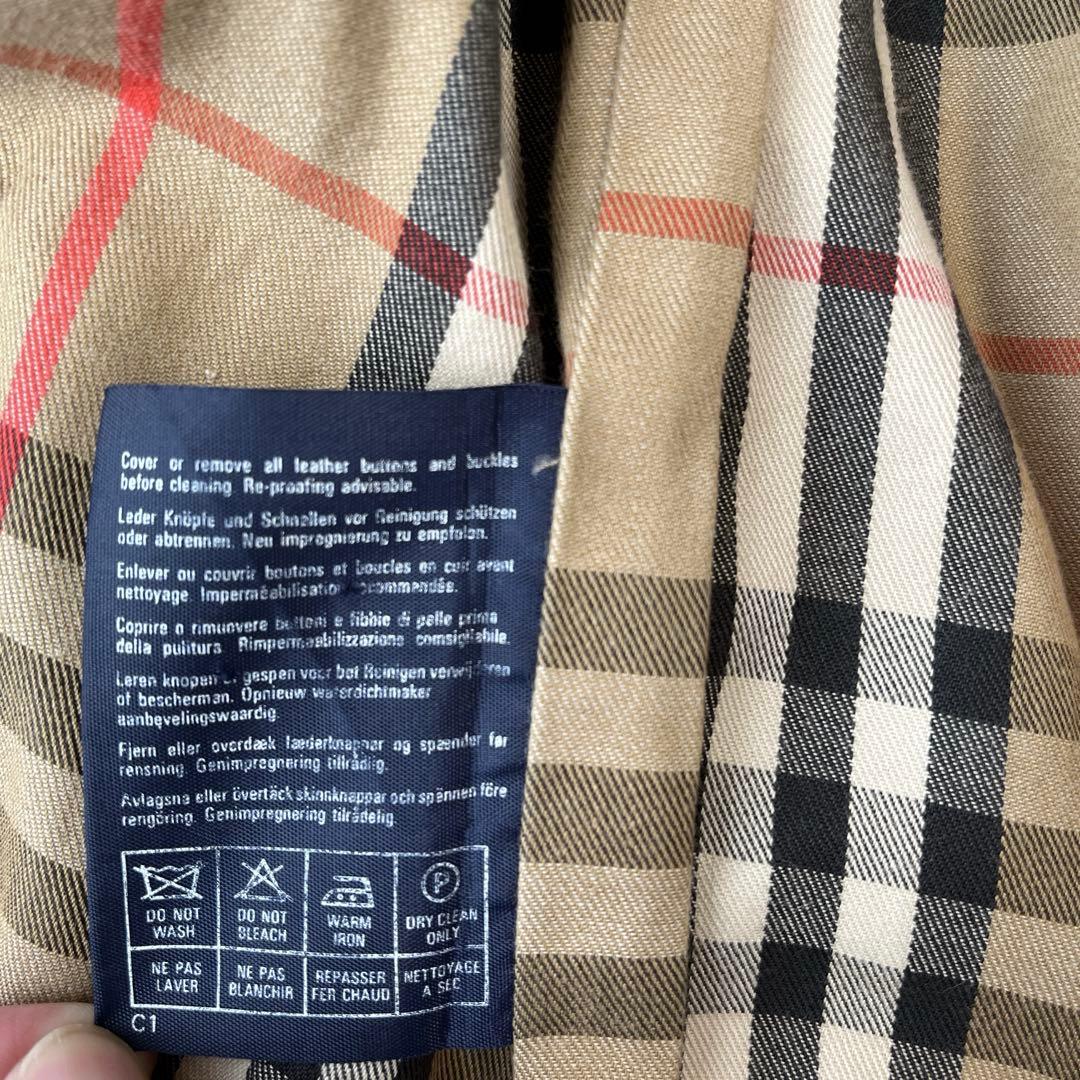 Cover or remove all leather buttons and buckles
before cleaning. Re-proofing advisable.
Leder Knöpfe und Schnallen vor Reinigung schützen
oder abtrennen. Neu impregnierung zu empfolen.
Enlever ou couvrir boutons et boucles en cuir avant
nettoyage. Imperméabilisation recommandée.
Coprire o rimuovere bottoni e fibbie di pelle prima
della pulitura. Rimpermeabilizzazione consigliabile.
Leren knopen gespen voor het Reinigen verwijderen
of bescherman. Opnieuw waterdichtmaker
aanbevelingswaardig.
Fjern eller overdæk læderknapper og spænder før
rensning. Genimpregnering tilrådig.
Avlagsna eller övertäck skinnknappar och spännen före
rengöring. Genimpregnering tilrådelig
DO NOT WASH
DO NOT BLEACH
WARM IRON
P
DRY CLEAN ONLY
NE PAS LAVER
NE PAS BLANCHIR
REPASSER FER CHAUD
NETTOYAGE A SEC
C1